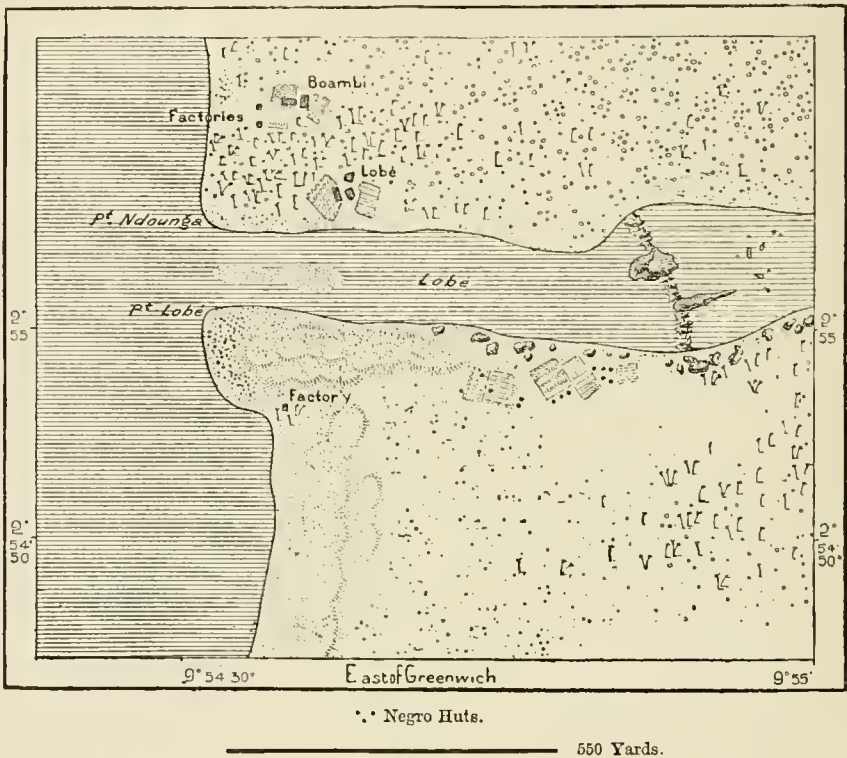 Boambi
Factories
Lobé
Pt. Ndounga
Lobé
Pt. Lobé
2°
55'
2°
55
Factory
2°
54'
50"
2°
54'
50"
9°54'30"
East of Greenwich
9°55'
Negro Huts.
550 Yards.